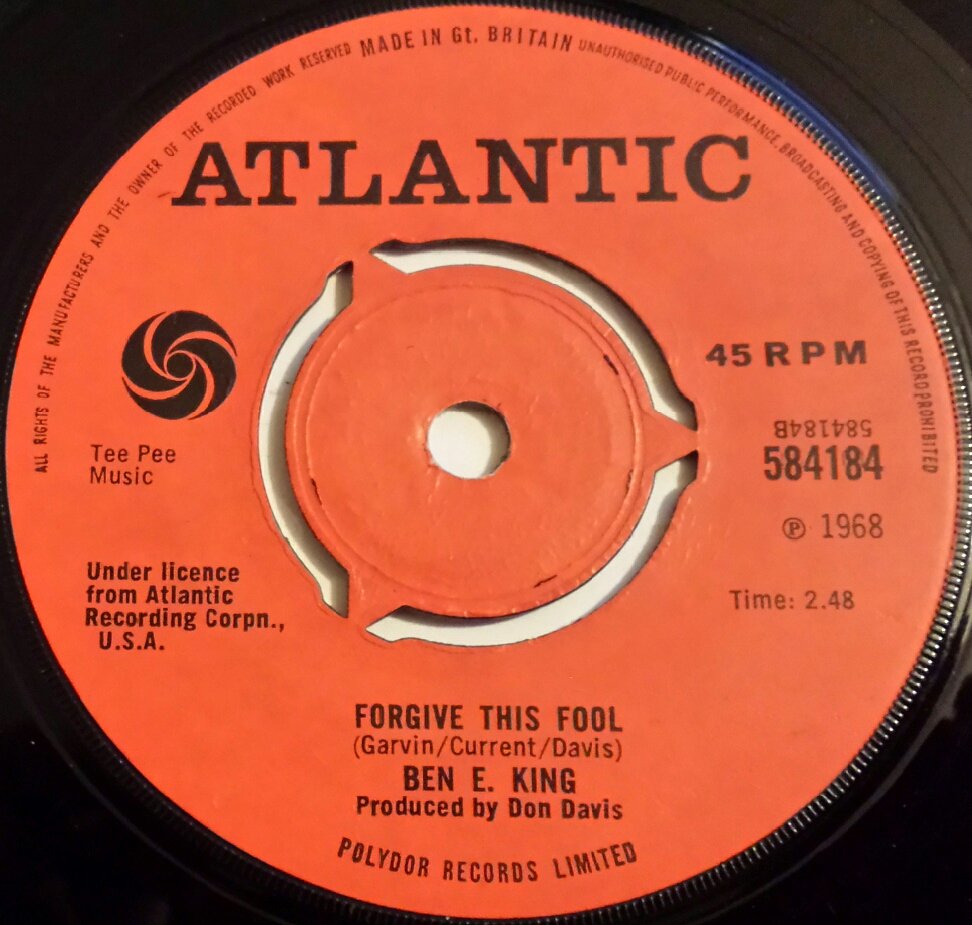 ALL RIGHTS OF THE MANUFACTURERS AND THE OWNER OF THE RECORDED WORK RESERVED MADE IN Gt. BRITAIN UNAUTHORISED PUBLIC PERFORMANCE, BROADCASTING AND COPYING OF THIS RECORD PROHIBITED
ATLANTIC
45 RPM
584184B
584184
℗ 1968
Time: 2.48
Tee Pee
Music
Under licence
from Atlantic
Recording Corpn.,
U.S.A.
FORGIVE THIS FOOL
(Garvin/Current/Davis)
BEN E. KING
Produced by Don Davis
POLYDOR RECORDS LIMITED